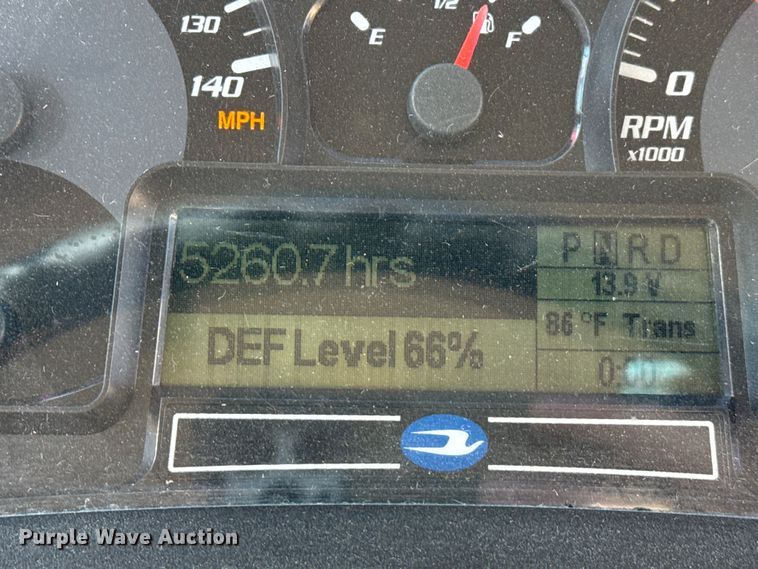 130
140
MPH
E
1/2
F
0
RPM
x1000
5260.7 hrs
P N R D
13.9 V
86 °F Trans
DEF Level 66%
Purple Wave Auction